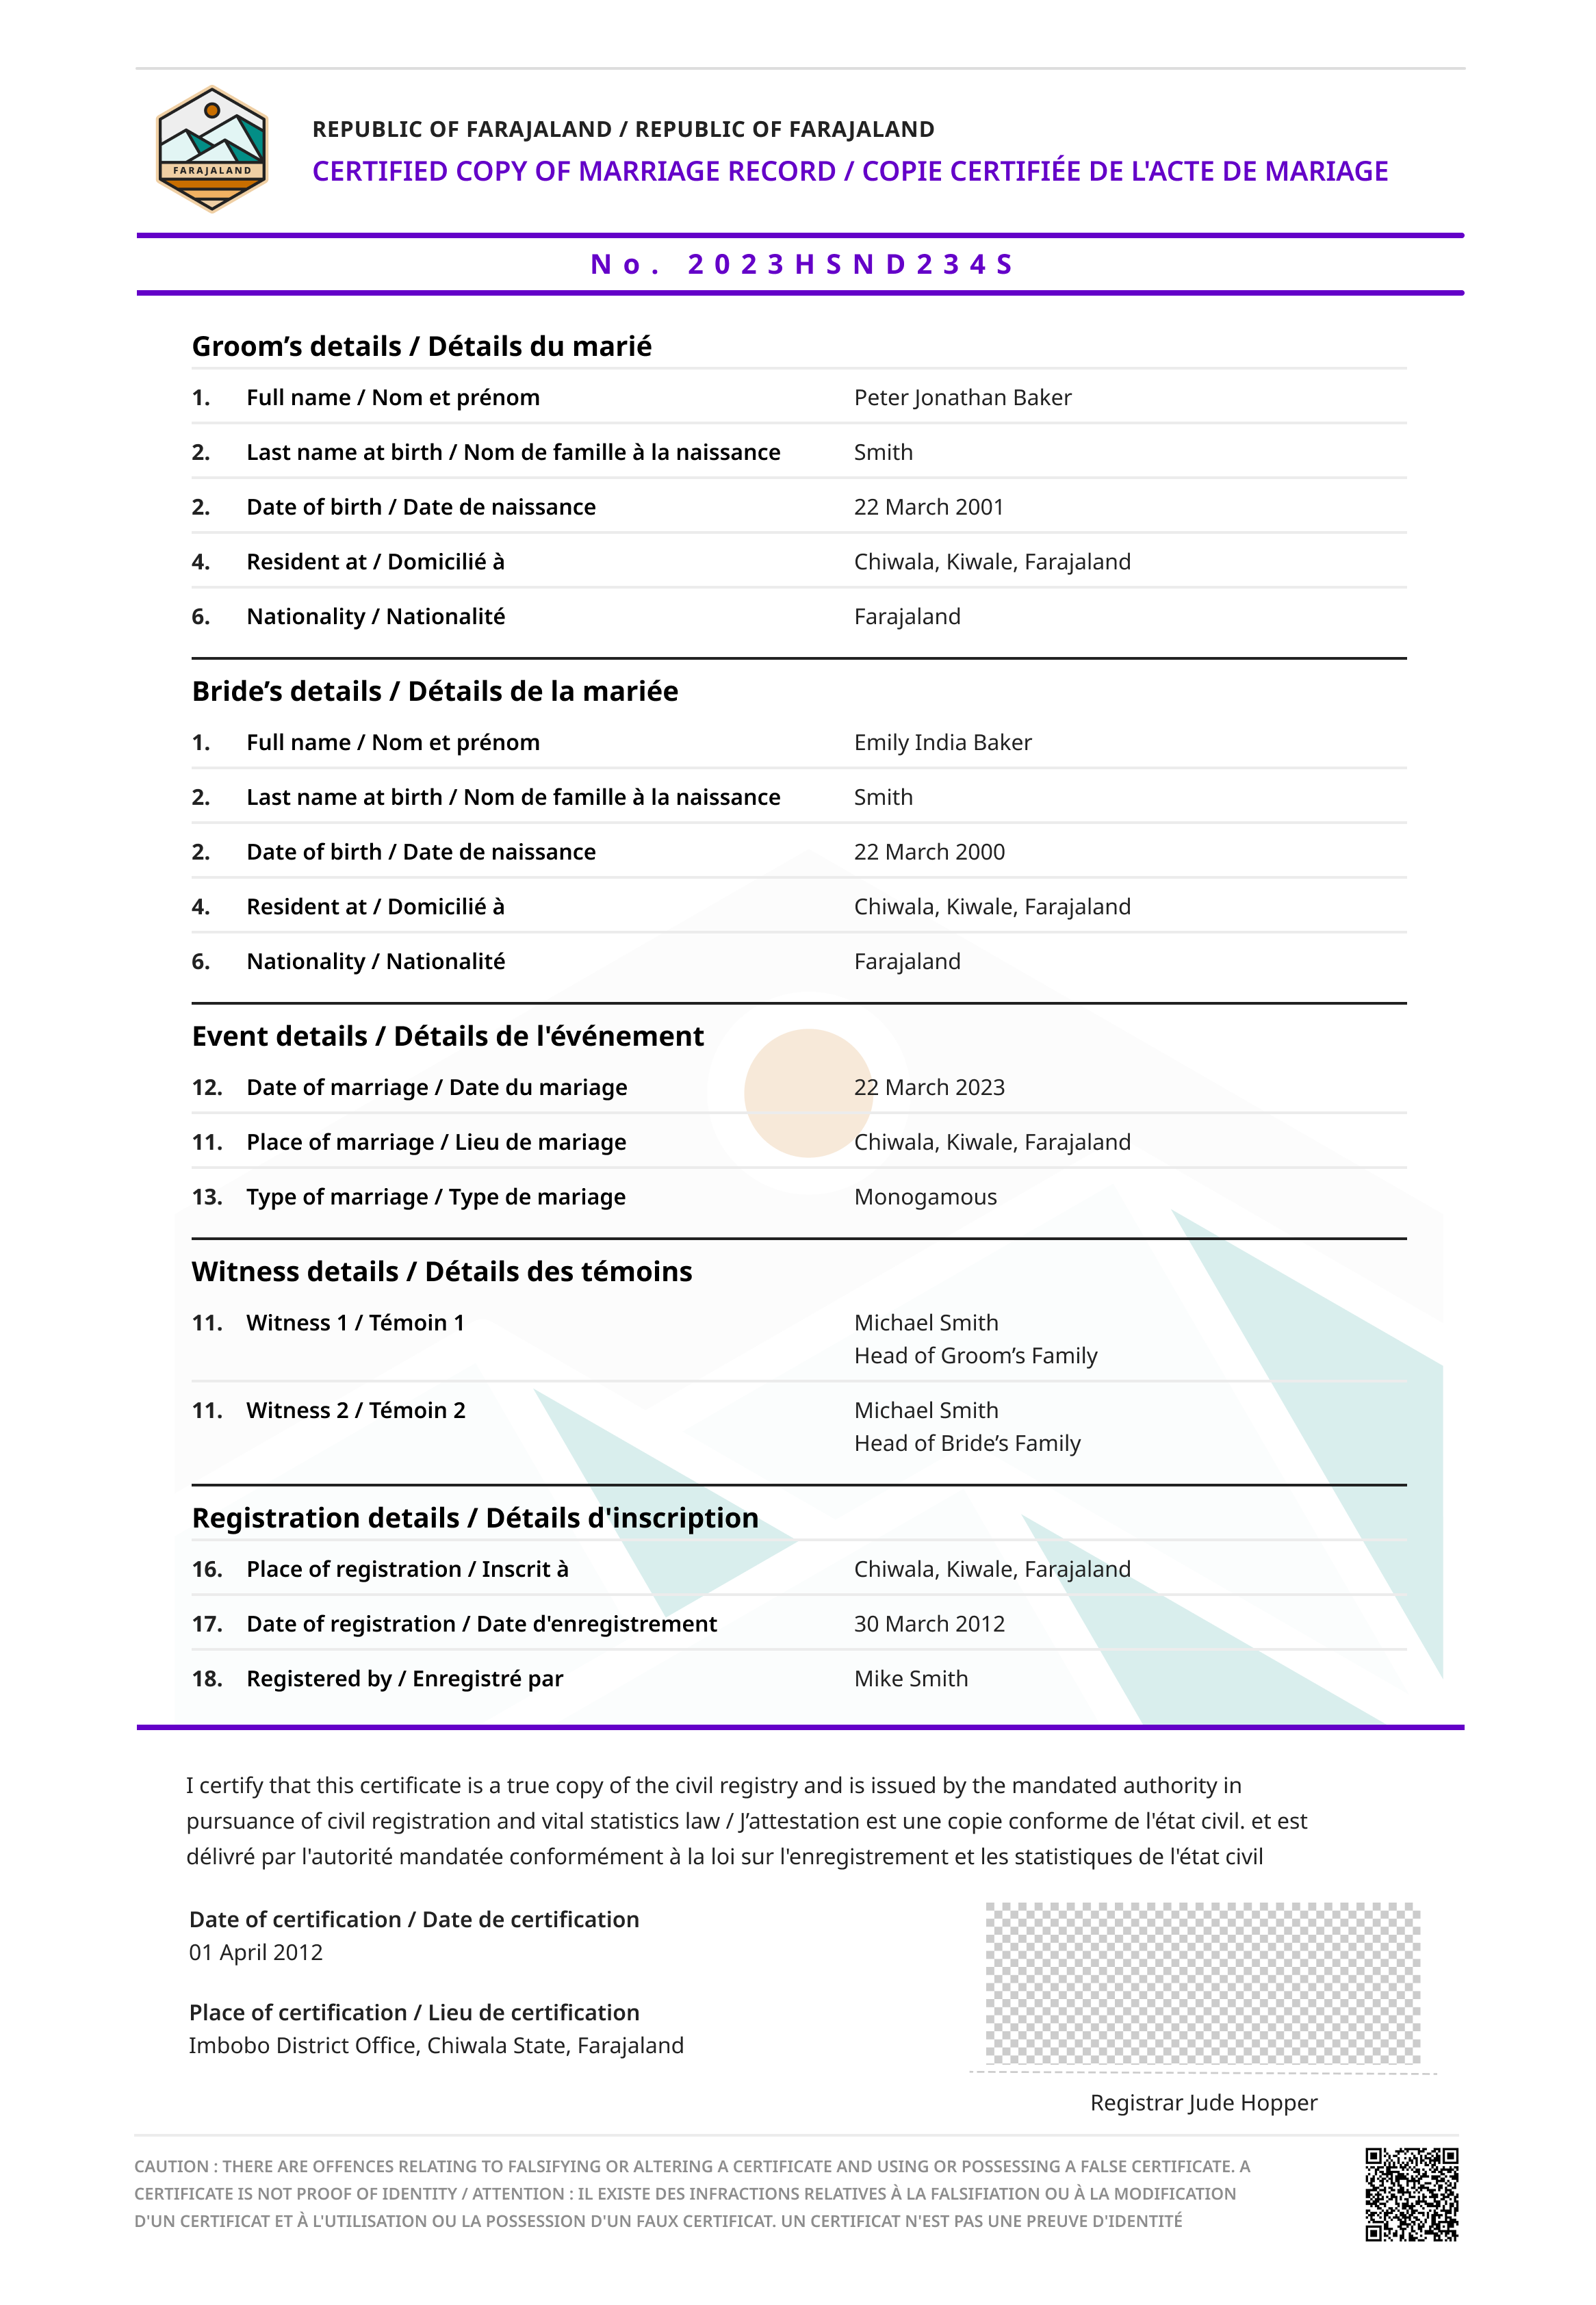 FARAJALAND
REPUBLIC OF FARAJALAND / REPUBLIC OF FARAJALAND
CERTIFIED COPY OF MARRIAGE RECORD / COPIE CERTIFIÉE DE L'ACTE DE MARIAGE
No. 2023HSND234S
Groom’s details / Détails du marié
1. Full name / Nom et prénom Peter Jonathan Baker
2. Last name at birth / Nom de famille à la naissance Smith
2. Date of birth / Date de naissance 22 March 2001
4. Resident at / Domicilié à Chiwala, Kiwale, Farajaland
6. Nationality / Nationalité Farajaland
Bride’s details / Détails de la mariée
1. Full name / Nom et prénom Emily India Baker
2. Last name at birth / Nom de famille à la naissance Smith
2. Date of birth / Date de naissance 22 March 2000
4. Resident at / Domicilié à Chiwala, Kiwale, Farajaland
6. Nationality / Nationalité Farajaland
Event details / Détails de l'événement
12. Date of marriage / Date du mariage 22 March 2023
11. Place of marriage / Lieu de mariage Chiwala, Kiwale, Farajaland
13. Type of marriage / Type de mariage Monogamous
Witness details / Détails des témoins
11. Witness 1 / Témoin 1 Michael Smith
Head of Groom’s Family
11. Witness 2 / Témoin 2 Michael Smith
Head of Bride’s Family
Registration details / Détails d'inscription
16. Place of registration / Inscrit à Chiwala, Kiwale, Farajaland
17. Date of registration / Date d'enregistrement 30 March 2012
18. Registered by / Enregistré par Mike Smith
I certify that this certificate is a true copy of the civil registry and is issued by the mandated authority in
pursuance of civil registration and vital statistics law / J’attestation est une copie conforme de l'état civil. et est
délivré par l'autorité mandatée conformément à la loi sur l'enregistrement et les statistiques de l'état civil
Date of certification / Date de certification
01 April 2012
Place of certification / Lieu de certification
Imbobo District Office, Chiwala State, Farajaland
Registrar Jude Hopper
CAUTION : THERE ARE OFFENCES RELATING TO FALSIFYING OR ALTERING A CERTIFICATE AND USING OR POSSESSING A FALSE CERTIFICATE. A
CERTIFICATE IS NOT PROOF OF IDENTITY / ATTENTION : IL EXISTE DES INFRACTIONS RELATIVES À LA FALSIFIATION OU À LA MODIFICATION
D'UN CERTIFICAT ET À L'UTILISATION OU LA POSSESSION D'UN FAUX CERTIFICAT. UN CERTIFICAT N'EST PAS UNE PREUVE D'IDENTITÉ